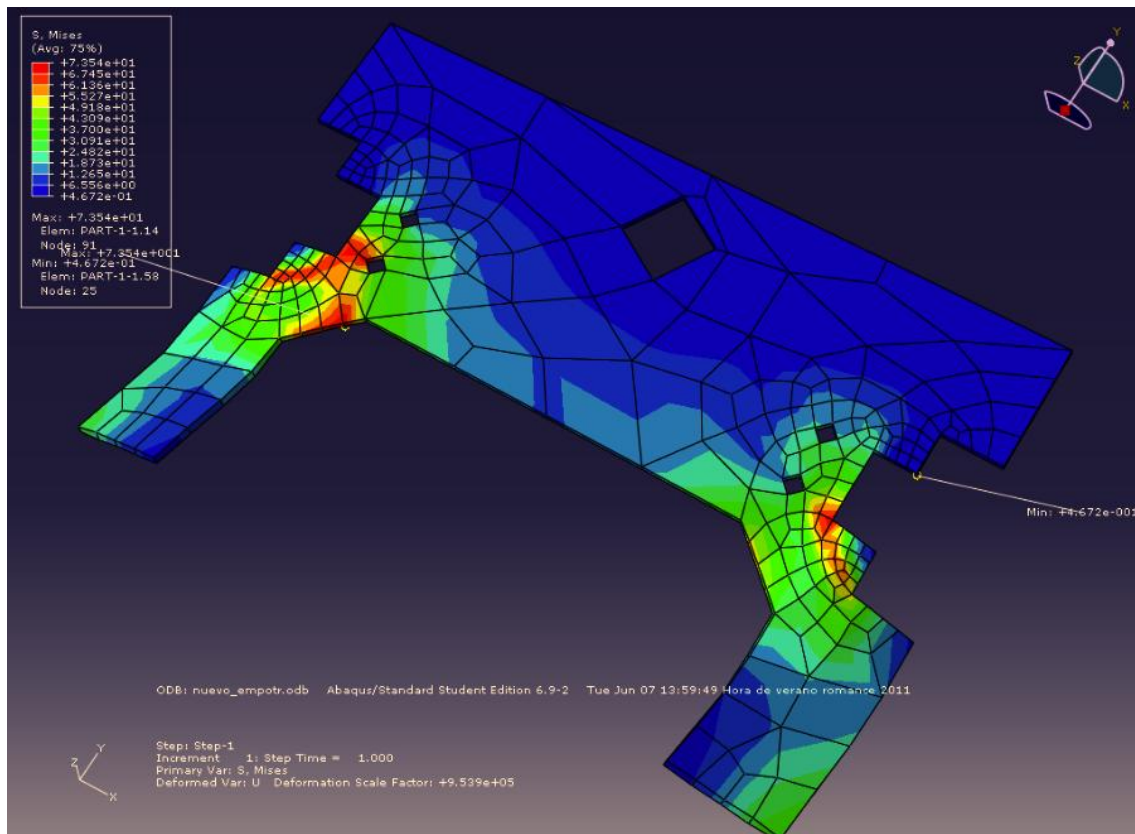 S, Mises
(Avg: 75%)
+7.354e+01
+6.745e+01
+6.136e+01
+5.527e+01
+4.918e+01
+4.309e+01
+3.700e+01
+3.091e+01
+2.482e+01
+1.873e+01
+1.265e+01
+6.556e+00
+4.672e-01
Max: +7.354e+01
Elem: PART-1-1.14
Node: 91
Max: +7.354e+001
Min: +4.672e-01
Elem: PART-1-1.58
Node: 25
Y
Z
X
Min: +4.672e-001
ODB: nuevo_empotr.odb Abaqus/Standard Student Edition 6.9-2 Tue Jun 07 13:59:49 Hora de verano romance 2011
Y
Z
X
Step: Step-1
Increment 1: Step Time = 1.000
Primary Var: S, Mises
Deformed Var: U Deformation Scale Factor: +9.539e+05